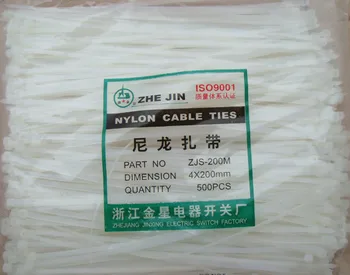 ZHE JIN
ISO9001
质量体系认证
NYLON CABLE TIES
尼龙扎带
PART NO ZJS-200M
DIMENSION 4X200mm
QUANTITY 500PCS
浙江金星电器开关厂
ZHEJIANG JINXING ELECTRIC SWITCH FACTORY